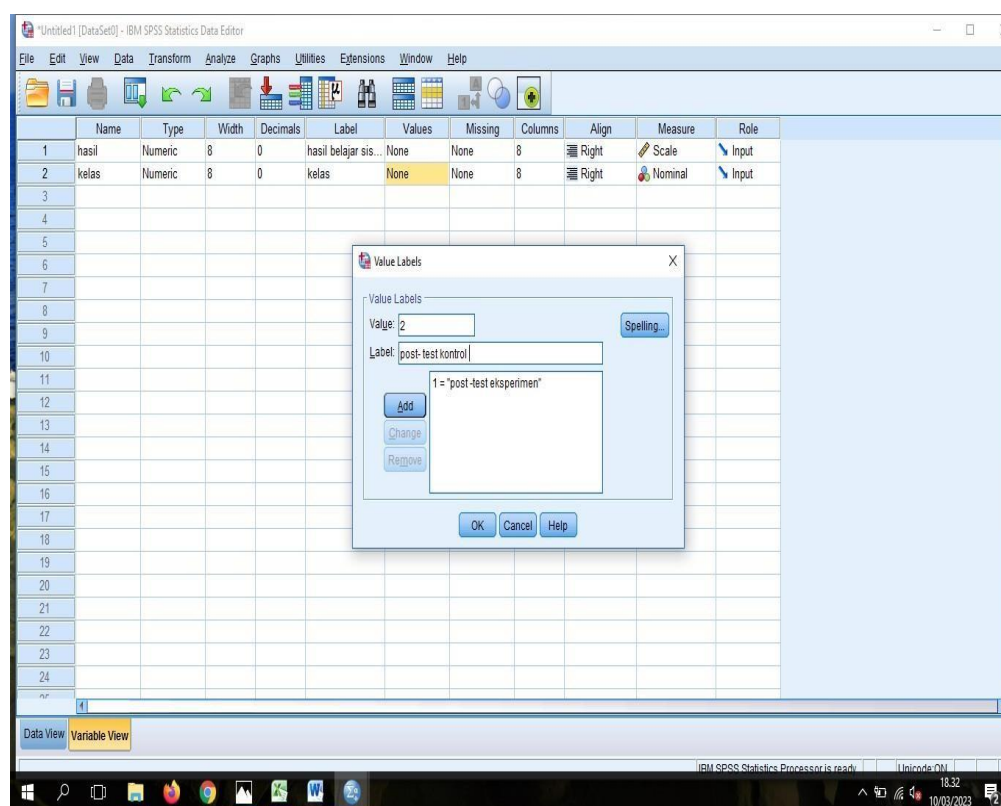 *Untitled1 [DataSet0] - IBM SPSS Statistics Data Editor
File Edit View Data Transform Analyze Graphs Utilities Extensions Window Help
Name Type Width Decimals Label Values Missing Columns Align Measure Role
1 hasil Numeric 8 0 hasil belajar sis... None None 8 Right Scale Input
2 kelas Numeric 8 0 kelas None None 8 Right Nominal Input
3
4
5
6
7
8
9
10
11
12
13
14
15
16
17
18
19
20
21
22
23
24
Value Labels X
Value Labels
Value: 2
Spelling...
Label: post- test kontrol
1 = "post -test eksperimen"
Add
Change
Remove
OK Cancel Help
Data View Variable View
IBM SPSS Statistics Processor is ready Unicode:ON
18.32
10/03/2023
2